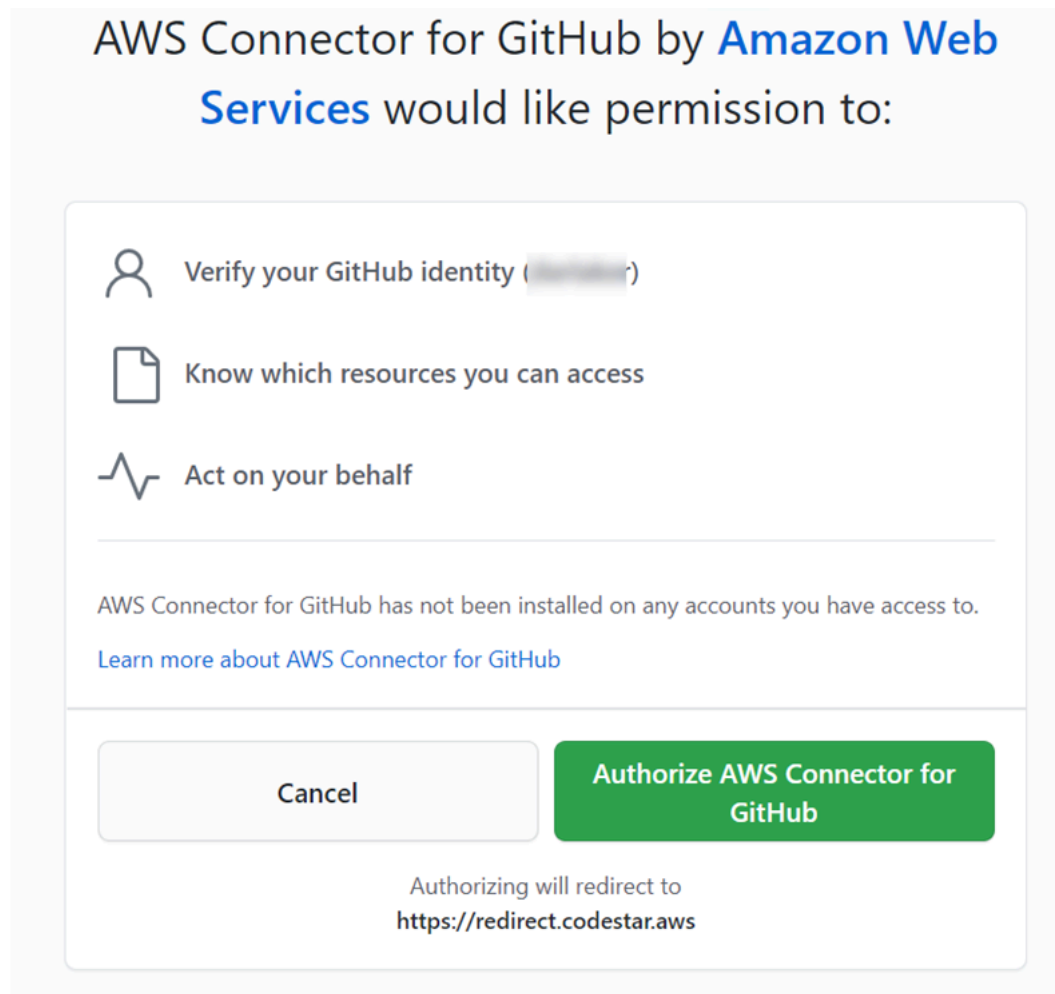 AWS Connector for GitHub by Amazon Web
Services would like permission to:
Verify your GitHub identity (
Know which resources you can access
Act on your behalf
AWS Connector for GitHub has not been installed on any accounts you have access to.
Learn more about AWS Connector for GitHub
Cancel
Authorize AWS Connector for
GitHub
Authorizing will redirect to
https://redirect.codestar.aws